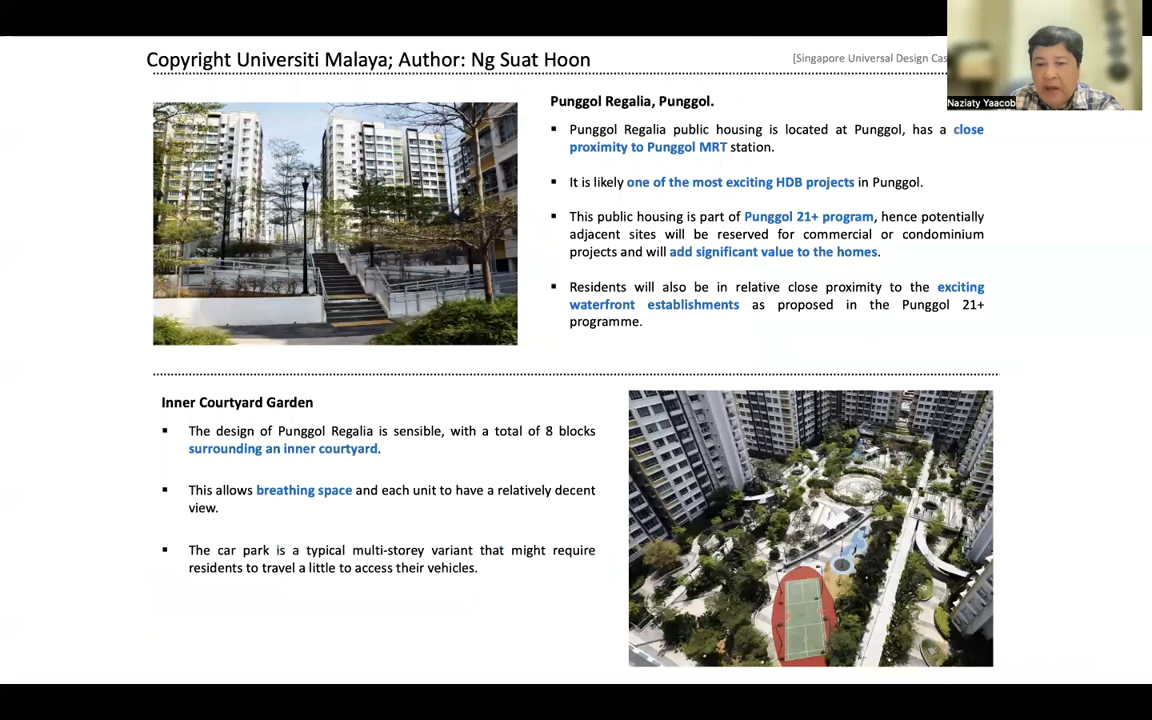 Copyright Universiti Malaya; Author: Ng Suat Hoon
[Singapore Universal Design
Naziaty Yaacob
Punggol Regalia, Punggol.
▪ Punggol Regalia public housing is located at Punggol, has a close
proximity to Punggol MRT station.
▪ It is likely one of the most exciting HDB projects in Punggol.
▪ This public housing is part of Punggol 21+ program, hence potentially
adjacent sites will be reserved for commercial or condominium
projects and will add significant value to the homes.
▪ Residents will also be in relative close proximity to the exciting
waterfront establishments as proposed in the Punggol 21+
programme.
Inner Courtyard Garden
▪ The design of Punggol Regalia is sensible, with a total of 8 blocks
surrounding an inner courtyard.
▪ This allows breathing space and each unit to have a relatively decent
view.
▪ The car park is a typical multi-storey variant that might require
residents to travel a little to access their vehicles.